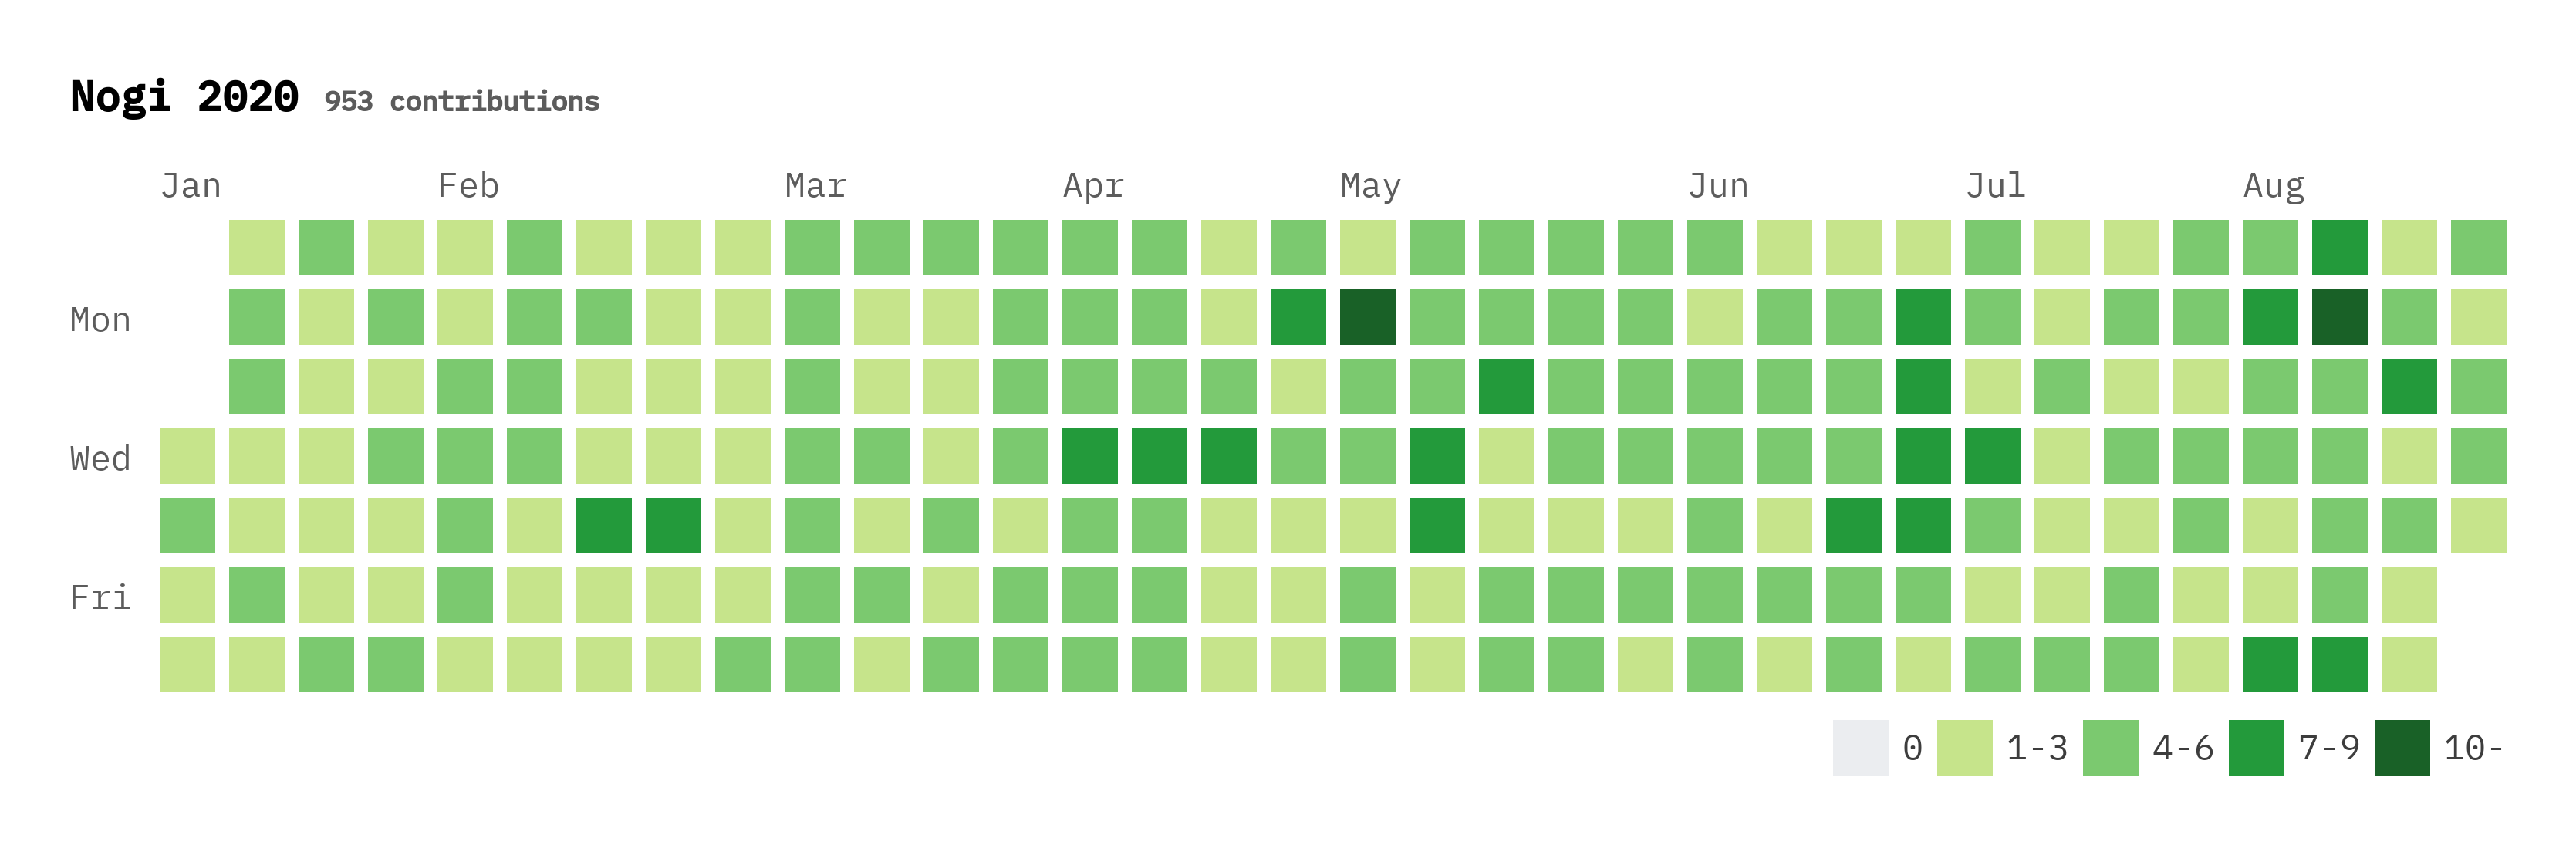 Nogi 2020 953 contributions
Jan Feb Mar Apr May Jun Jul Aug
Mon
Wed
Fri
0 1-3 4-6 7-9 10-